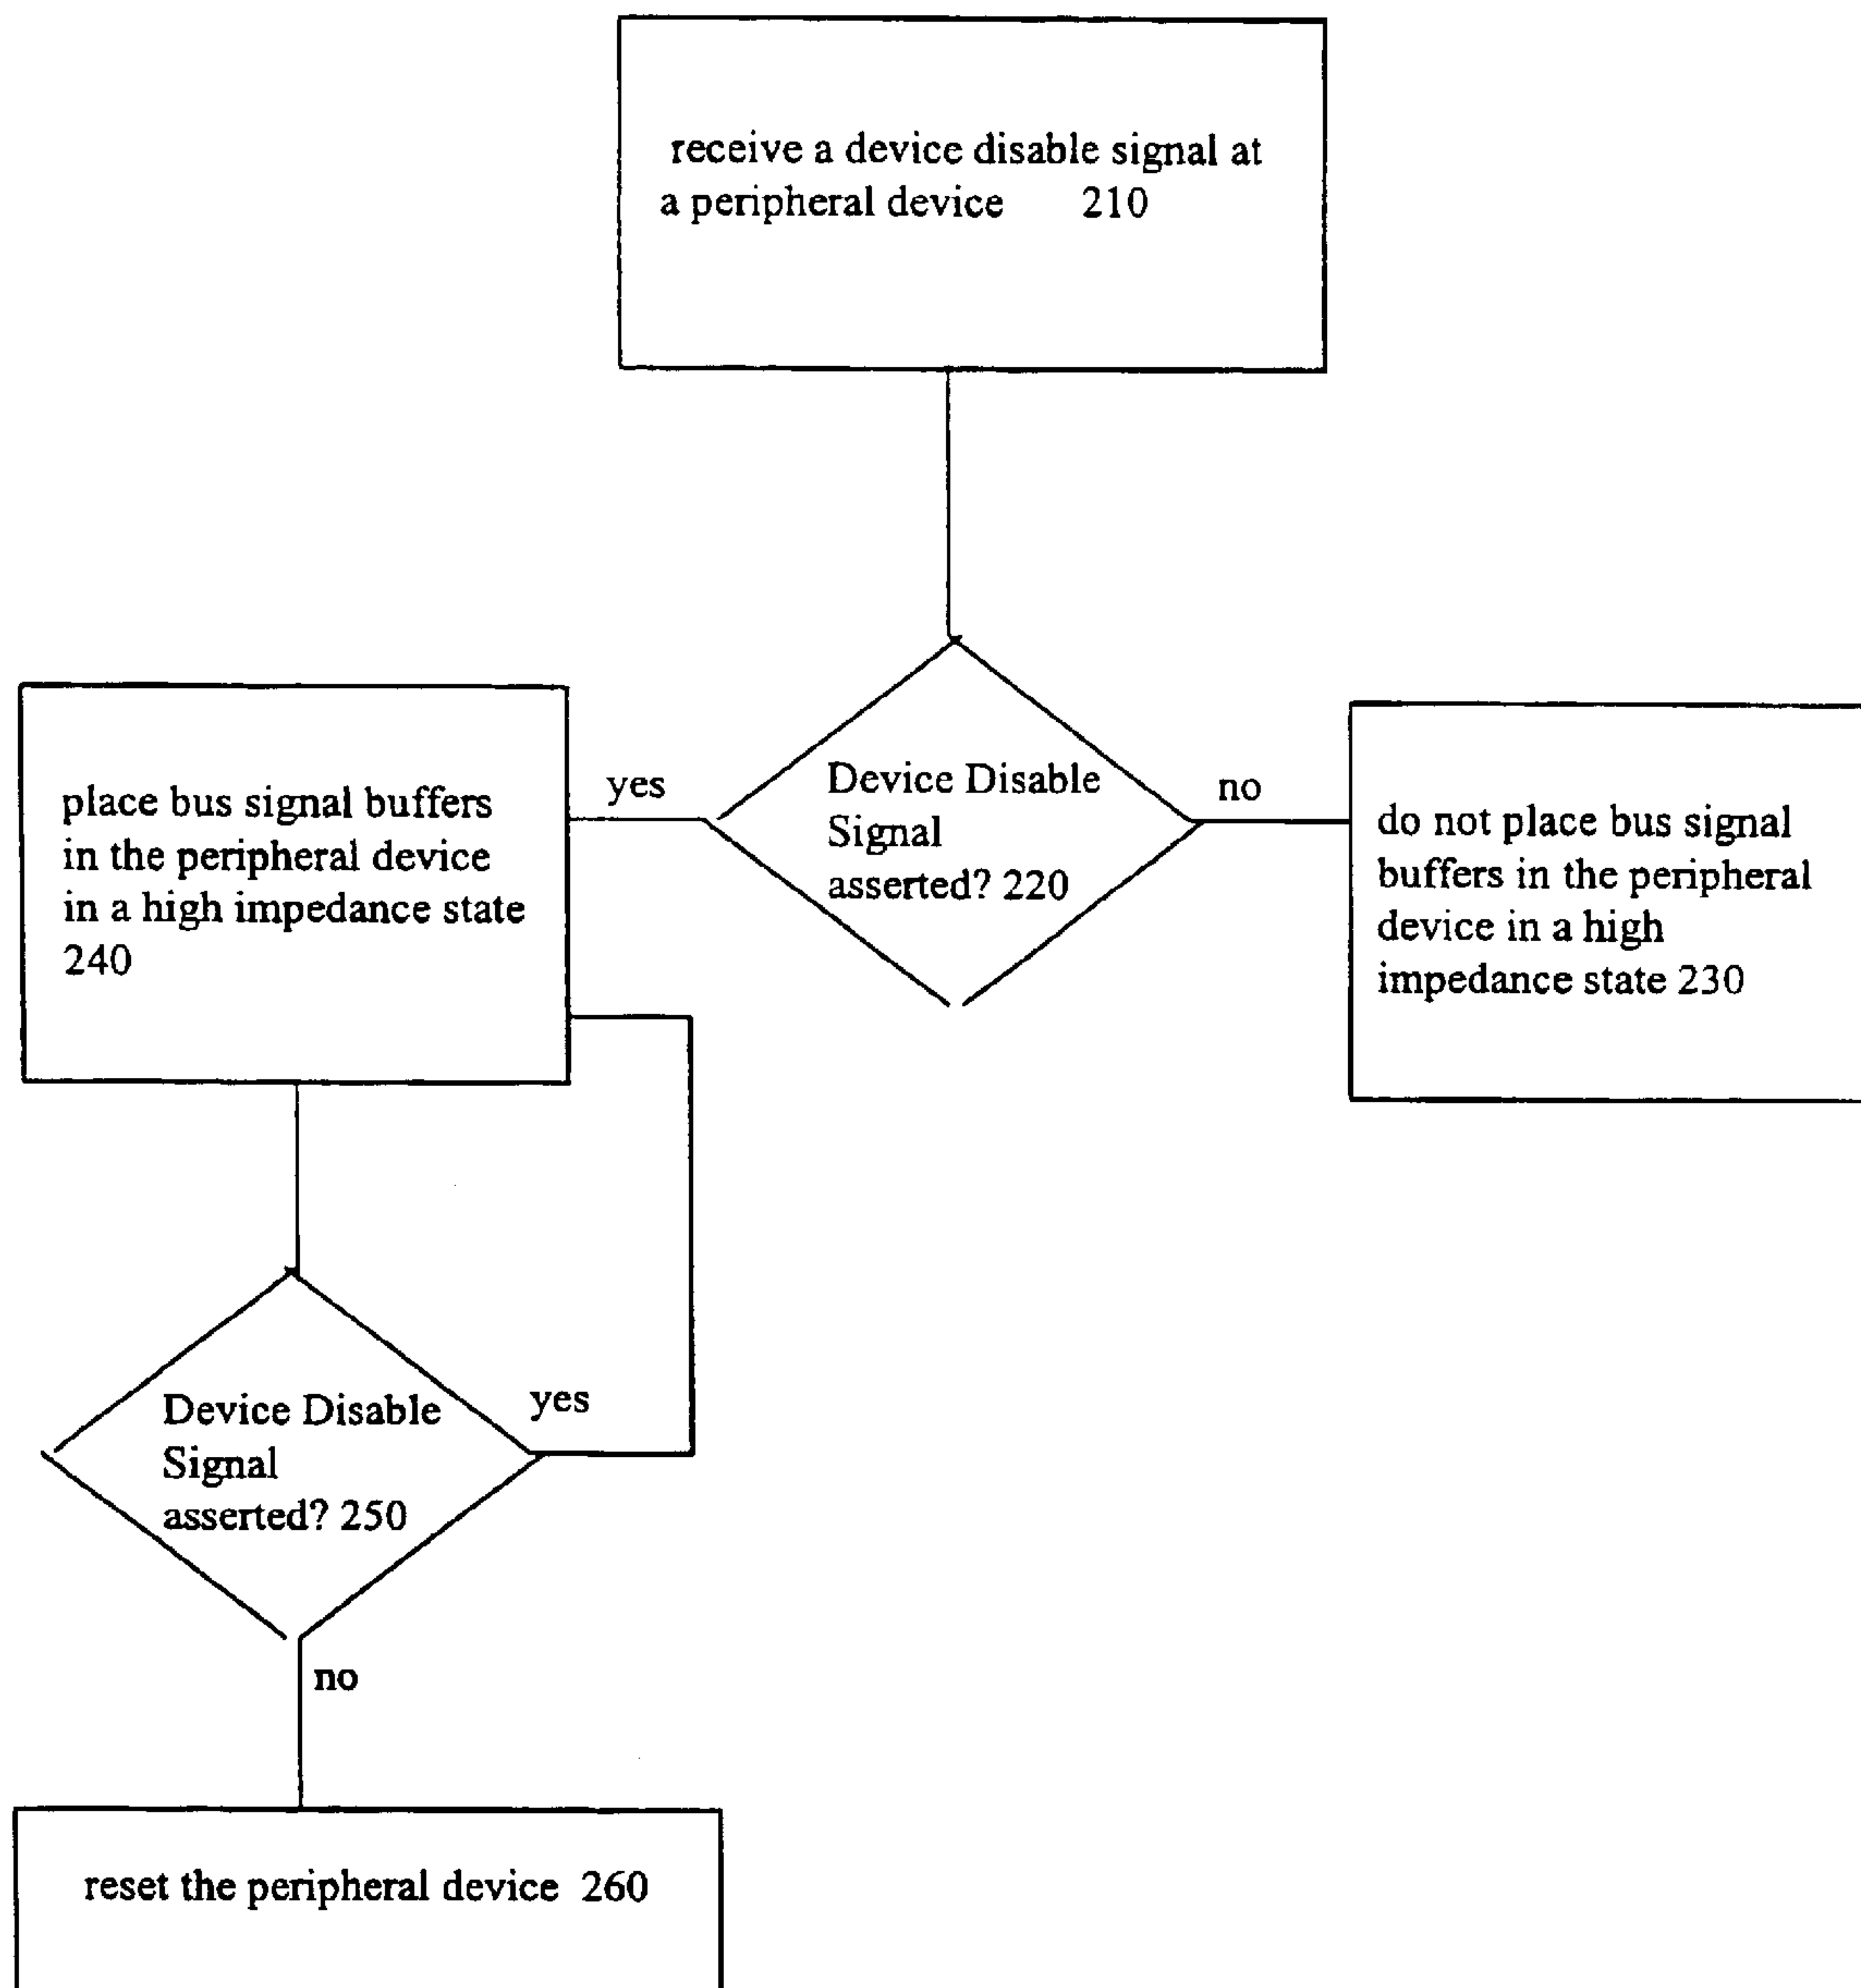 receive a device disable signal at
a peripheral device 210
yes
Device Disable
Signal
asserted? 220
no
place bus signal buffers
in the peripheral device
in a high impedance state
240
do not place bus signal
buffers in the peripheral
device in a high
impedance state 230
Device Disable
Signal
asserted? 250
yes
no
reset the peripheral device 260